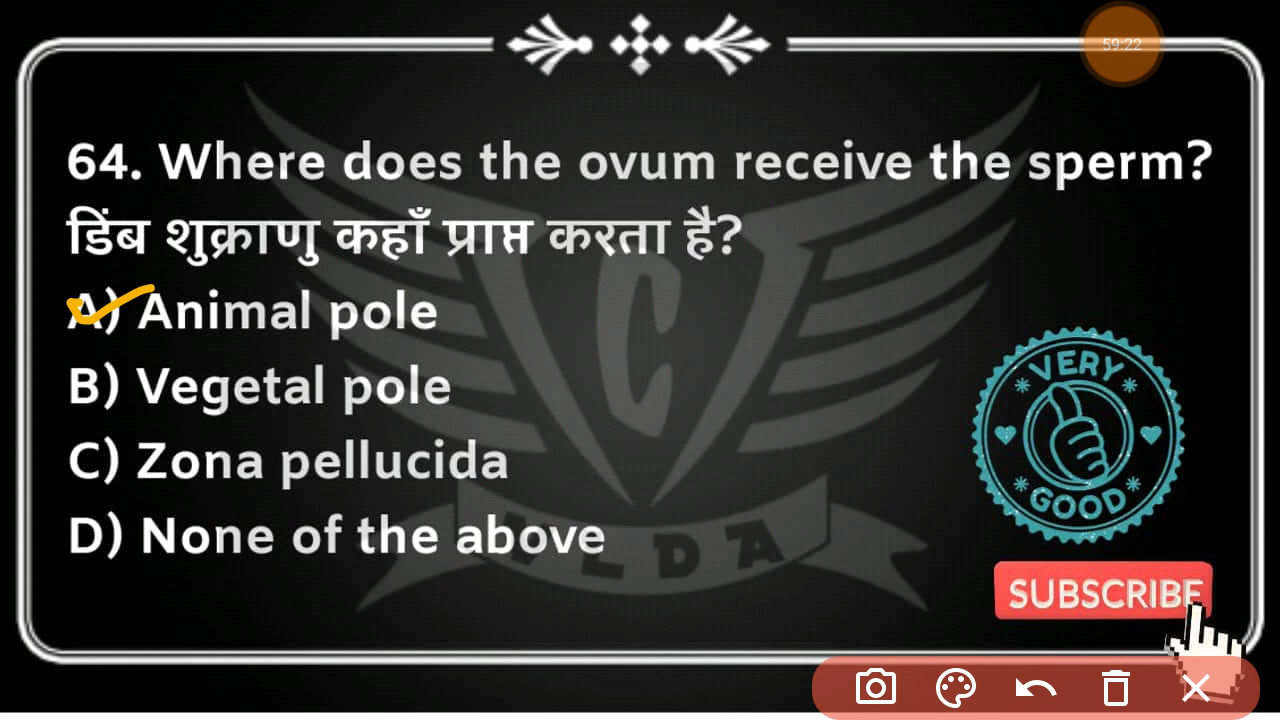 59:22
64. Where does the ovum receive the sperm?
डिंब शुक्राणु कहाँ प्राप्त करता है?
A) Animal pole
B) Vegetal pole
C) Zona pellucida
D) None of the above
VERY
GOOD
VLDA
SUBSCRIBE